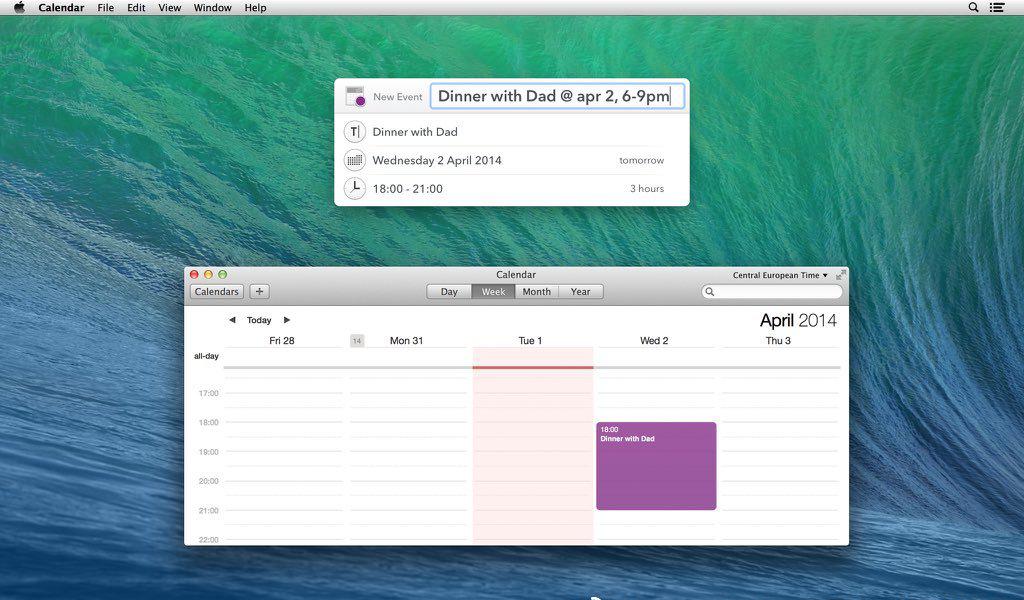 Calendar File Edit View Window Help
New Event Dinner with Dad @ apr 2, 6-9pm
T Dinner with Dad
Wednesday 2 April 2014 tomorrow
18:00 - 21:00 3 hours
Calendar Central European Time
Calendars + Day Week Month Year
Today April 2014
Fri 28 14 Mon 31 Tue 1 Wed 2 Thu 3
all-day
17:00
18:00 18:00
Dinner with Dad
19:00
20:00
21:00
22:00